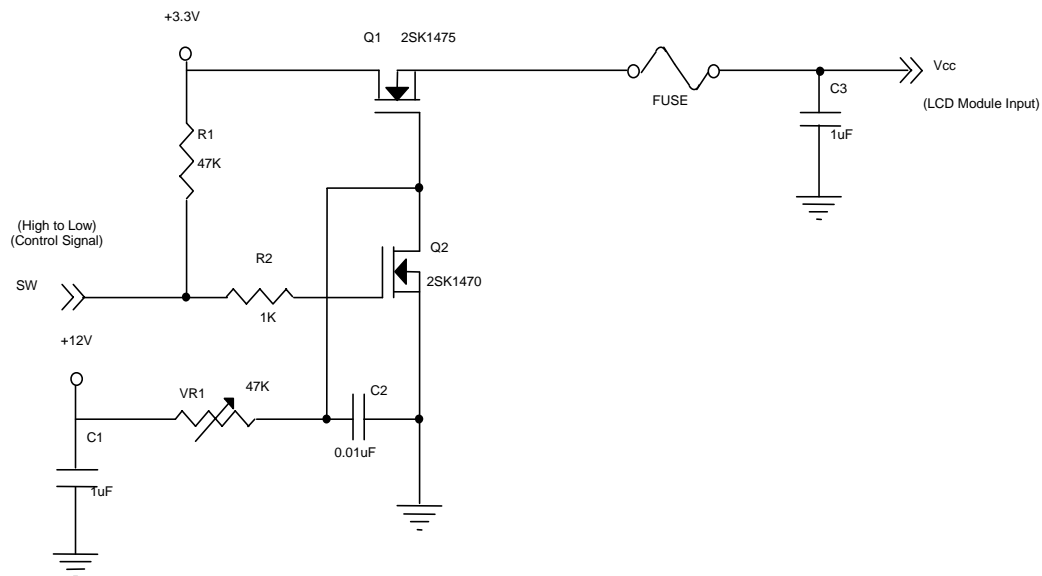 +3.3V
Q1 2SK1475
Vcc
FUSE
C3
(LCD Module Input)
R1
1uF
47K
(High to Low)
(Control Signal)
Q2
R2
SW
2SK1470
1K
+12V
VR1
47K
C2
C1
0.01uF
1uF